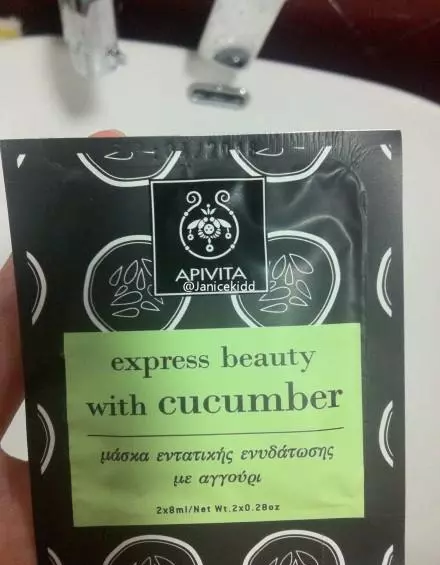 APIVITA
@Janicekidd
express beauty
with cucumber
μάσκα εντατικής ενυδάτωσης
με αγγούρι
2x8ml/Net Wt.2x0.28oz